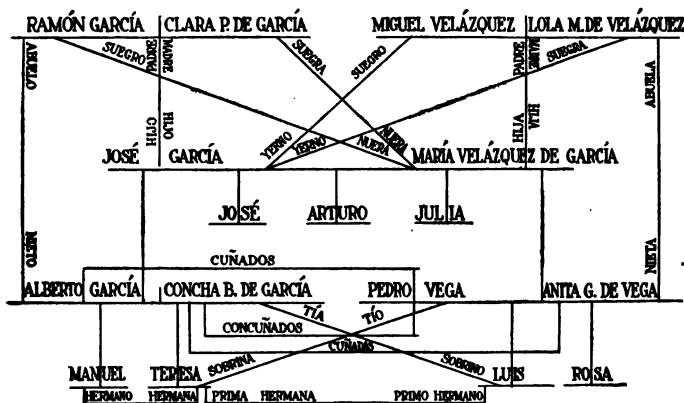 RAMÓN GARCÍA CLARA P. DE GARCÍA MIGUEL VELÁZQUEZ LOLA M. DE VELÁZQUEZ
ABUELO SUEGRO PADRE MADRE SUEGRA SUEGRO PADRE MADRE SUEGRA ABUELA
HIJO HIJO YERNO YERNO NUERA NUERA HIJA HIJA
JOSÉ GARCÍA MARÍA VELÁZQUEZ DE GARCÍA
JOSÉ ARTURO JULIA
NIETO NIETA
CUÑADOS
ALBERTO GARCÍA CONCHA B. DE GARCÍA PEDRO VEGA ANITA G. DE VEGA
TÍA TÍO
CONCUÑADOS
CUÑADAS
SOBRINA SOBRINO
MANUEL TERESA LUIS ROSA
HERMANO HERMANA PRIMA HERMANA PRIMO HERMANO